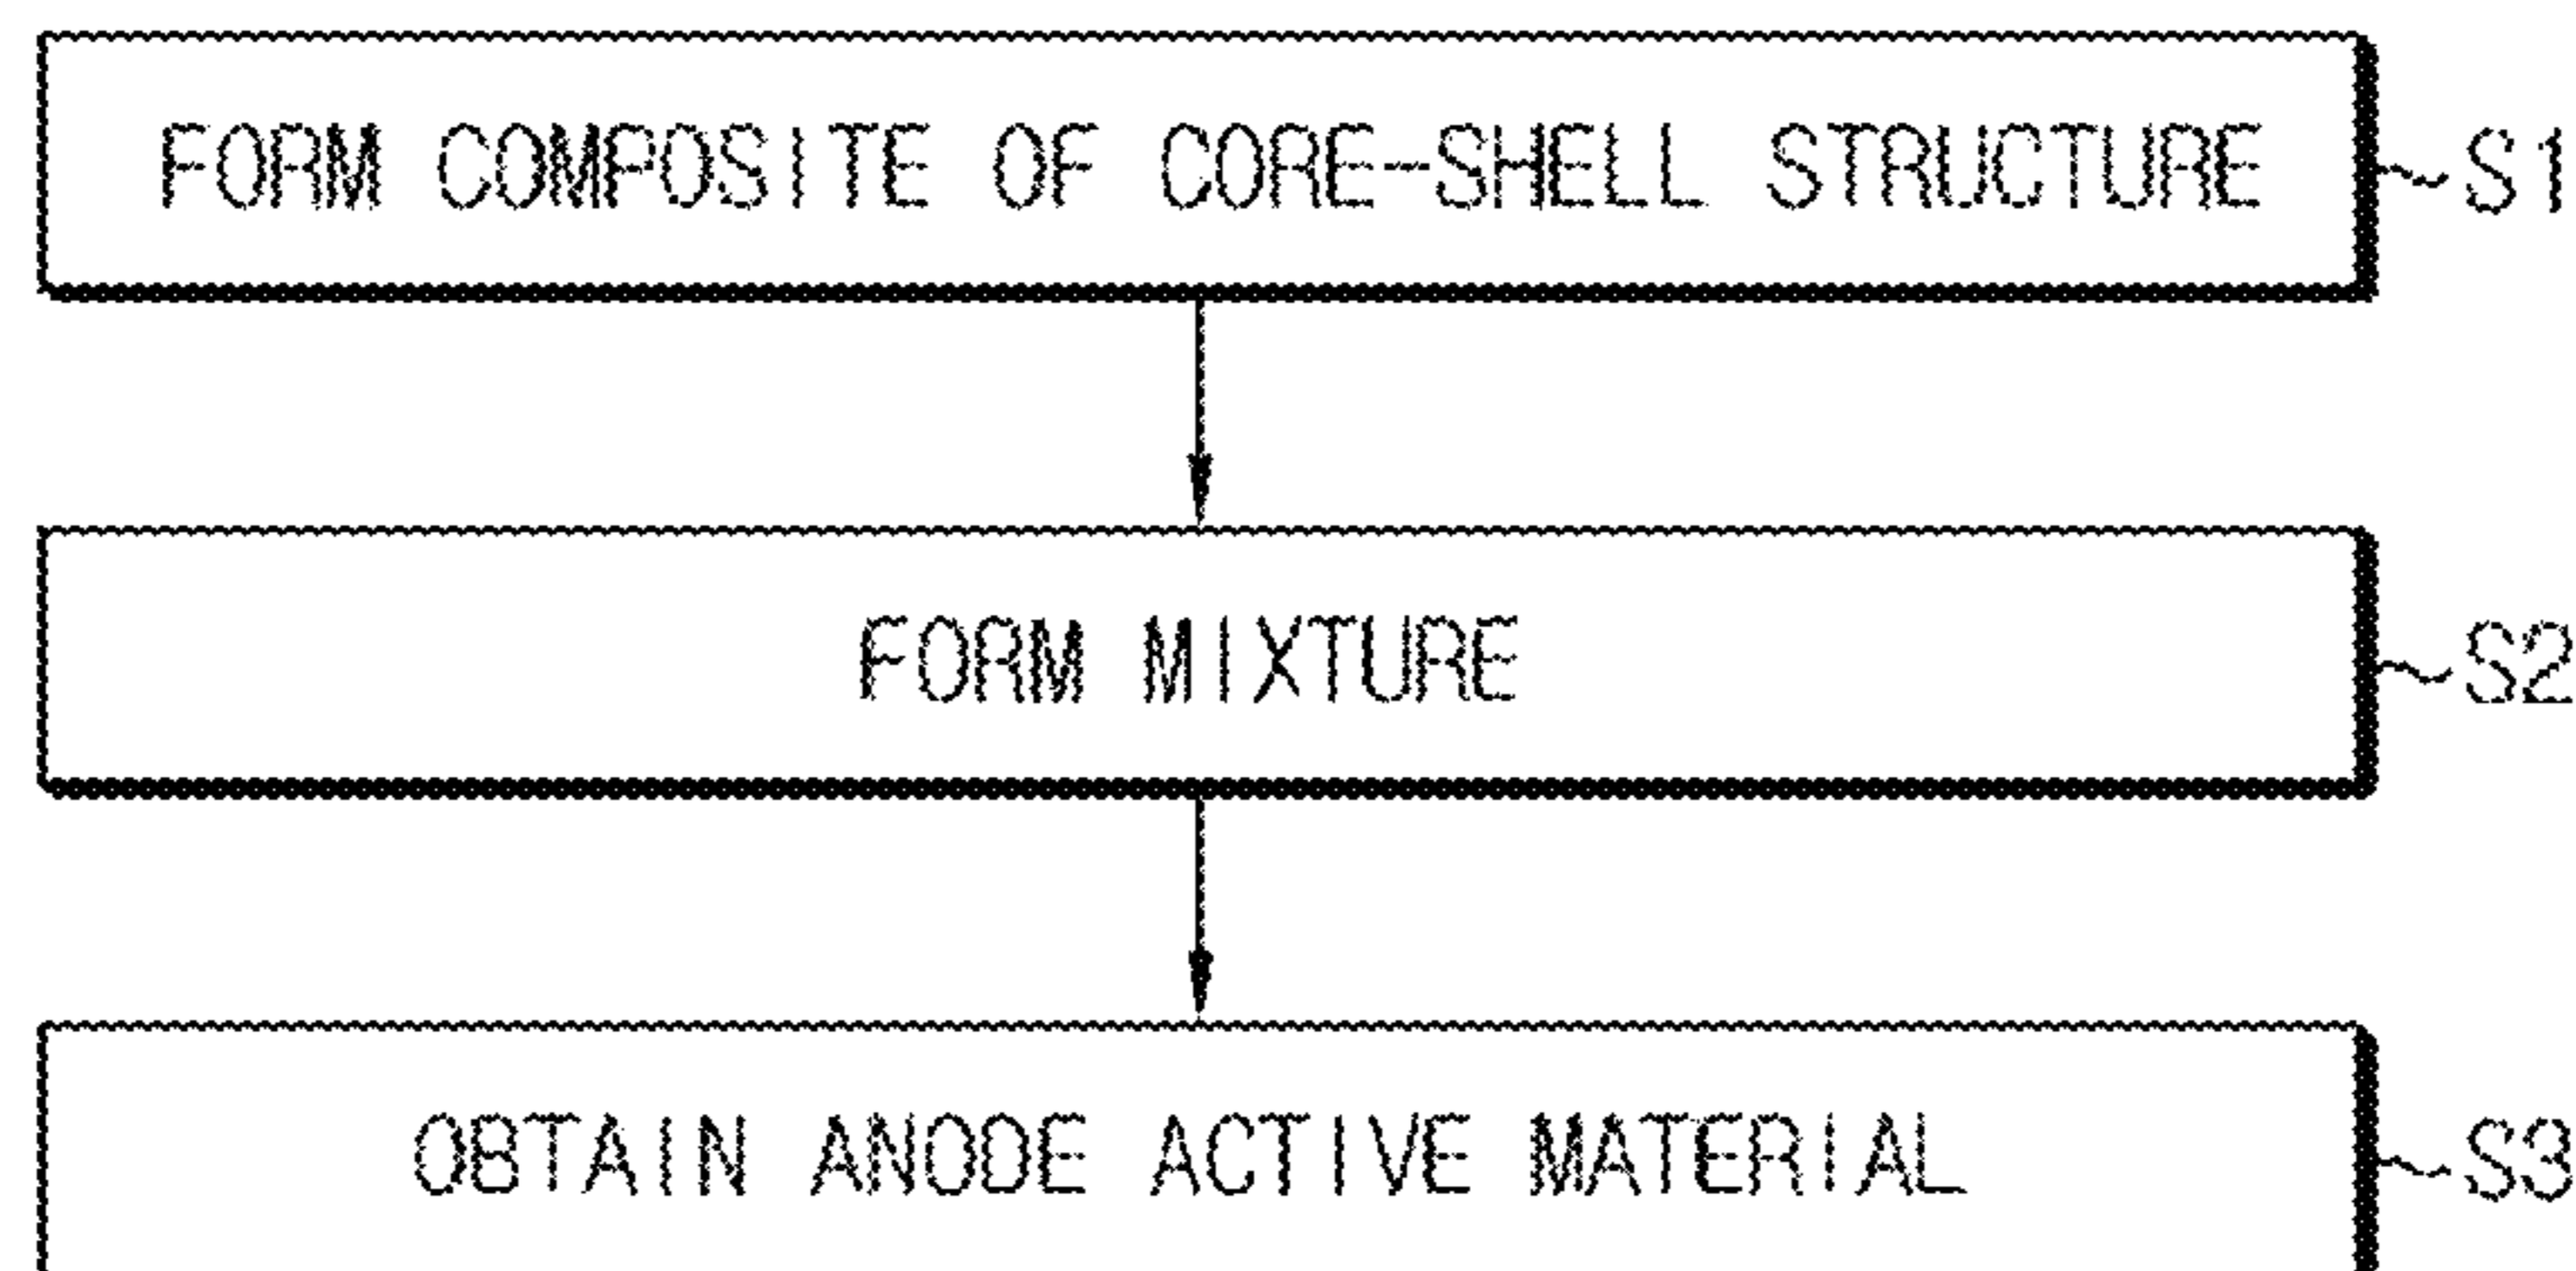 FORM COMPOSITE OF CORE-SHELL STRUCTURE S1
FORM MIXTURE S2
OBTAIN ANODE ACTIVE MATERIAL S3